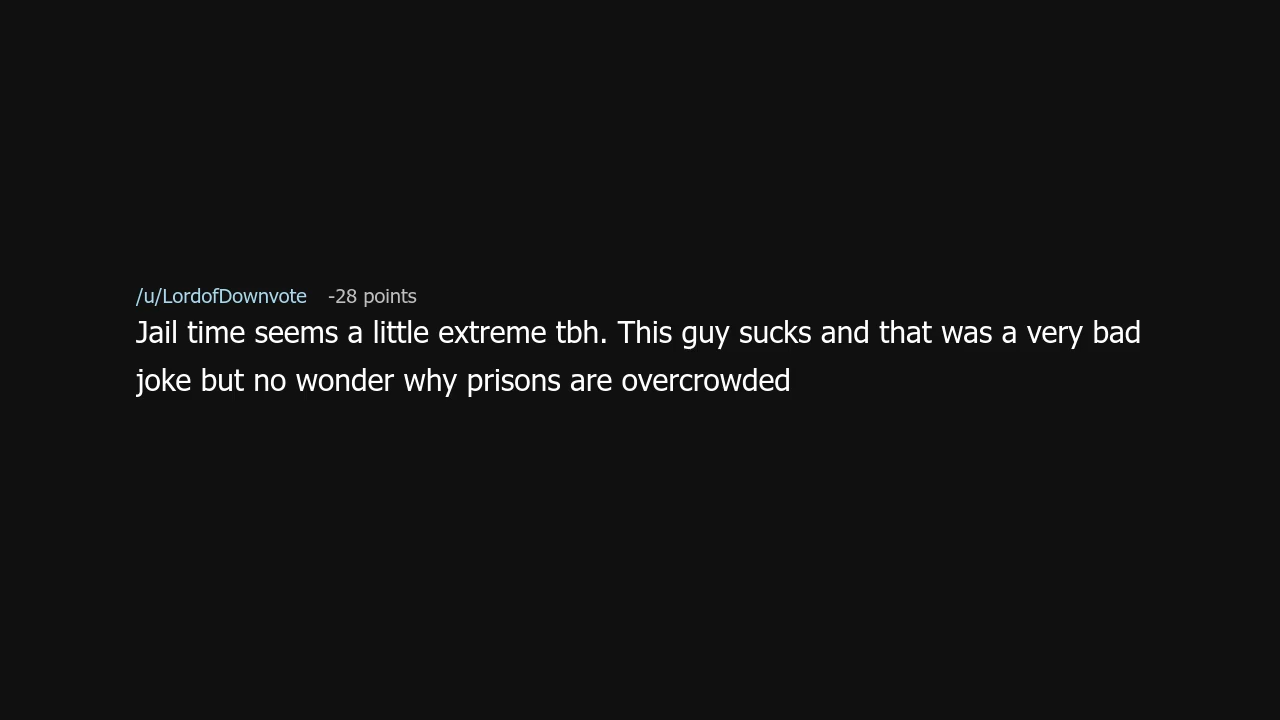 /u/LordofDownvote -28 points
Jail time seems a little extreme tbh. This guy sucks and that was a very bad
joke but no wonder why prisons are overcrowded